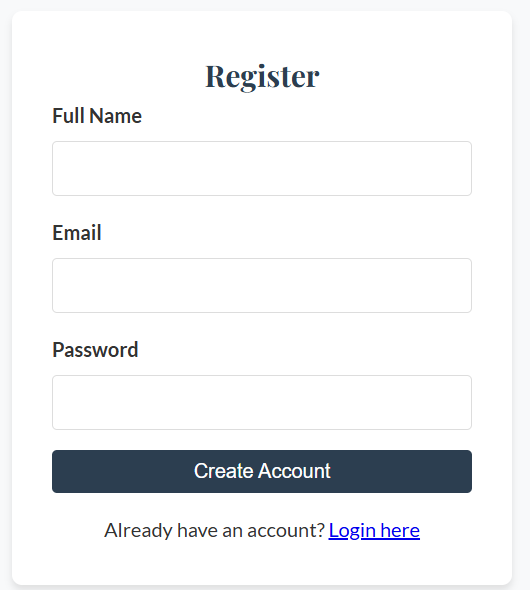 Register
Full Name
Email
Password
Create Account
Already have an account? Login here